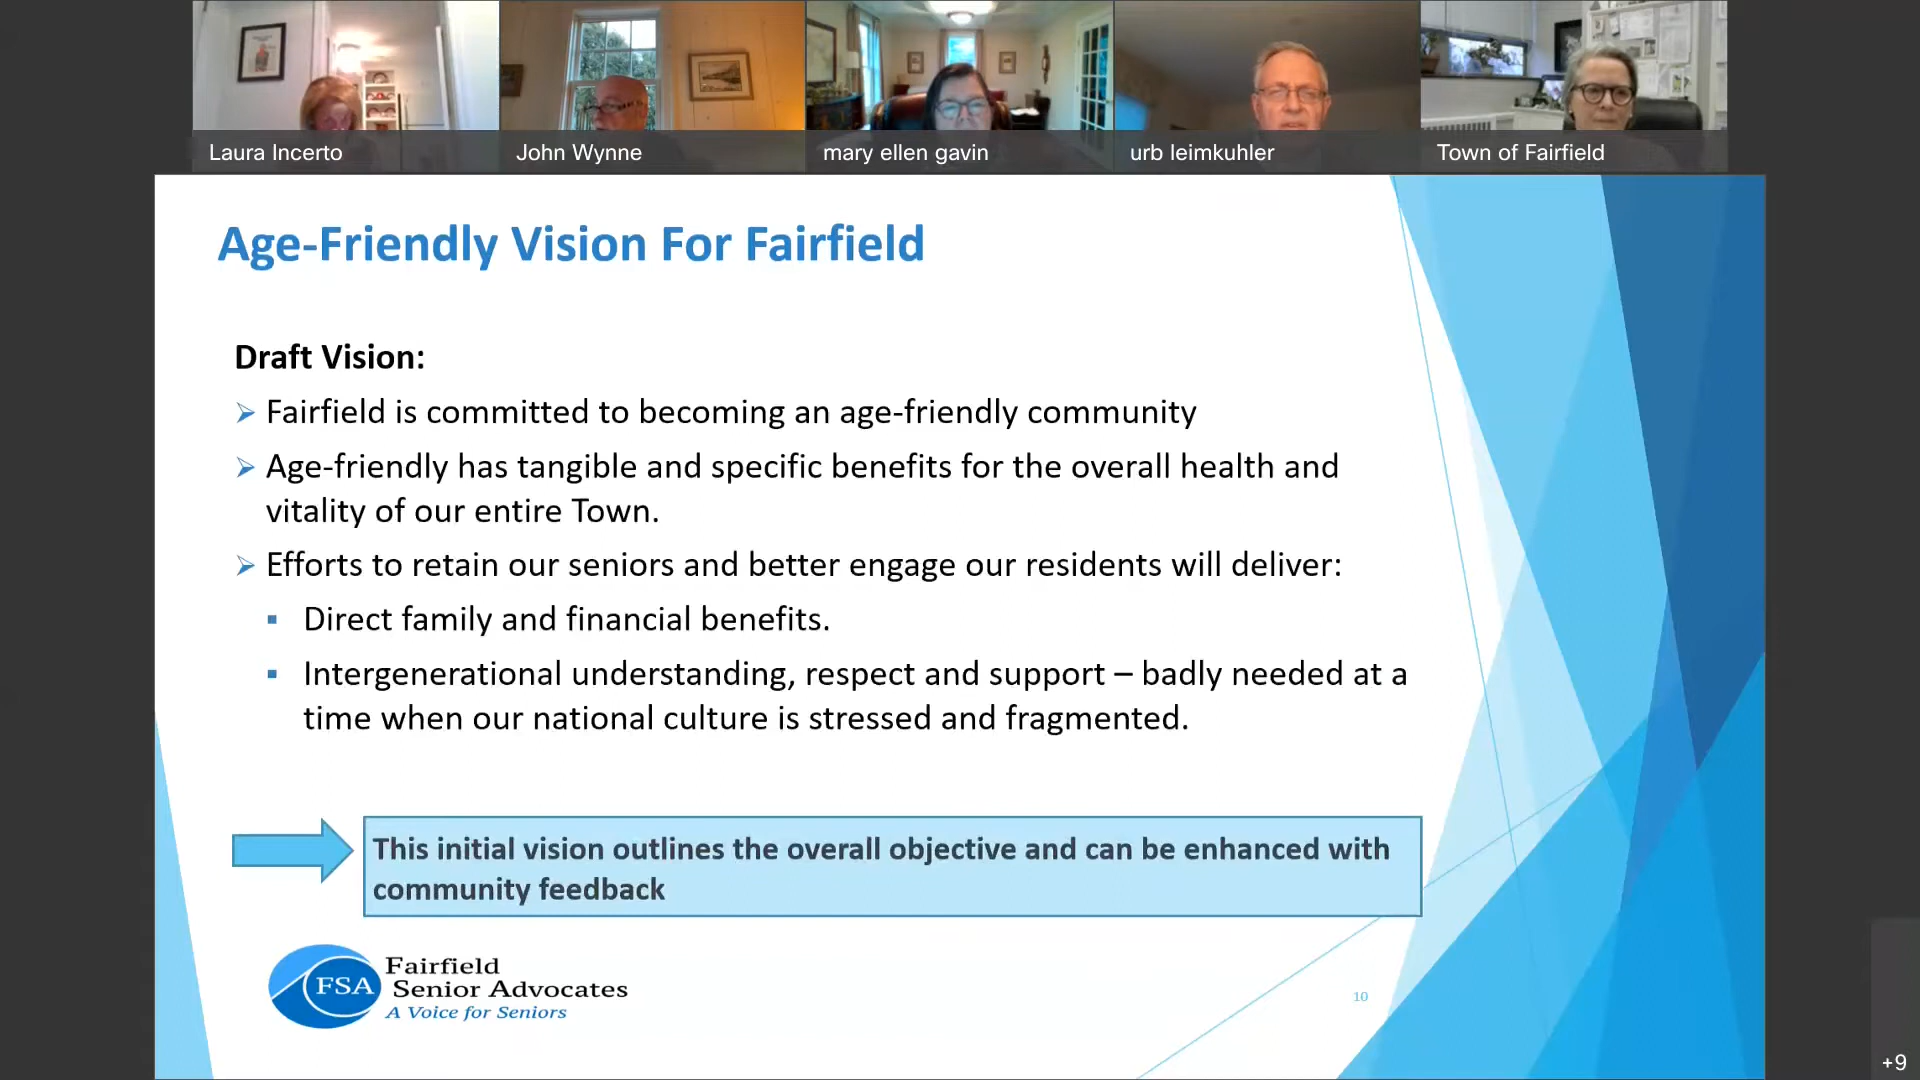 Laura Incerto
John Wynne
mary ellen gavin
urb leimkuhler
Town of Fairfield
Age-Friendly Vision For Fairfield
Draft Vision:
Fairfield is committed to becoming an age-friendly community
Age-friendly has tangible and specific benefits for the overall health and
vitality of our entire Town.
Efforts to retain our seniors and better engage our residents will deliver:
Direct family and financial benefits.
Intergenerational understanding, respect and support – badly needed at a
time when our national culture is stressed and fragmented.
This initial vision outlines the overall objective and can be enhanced with
community feedback
FSA
Fairfield
Senior Advocates
A Voice for Seniors
10
+9